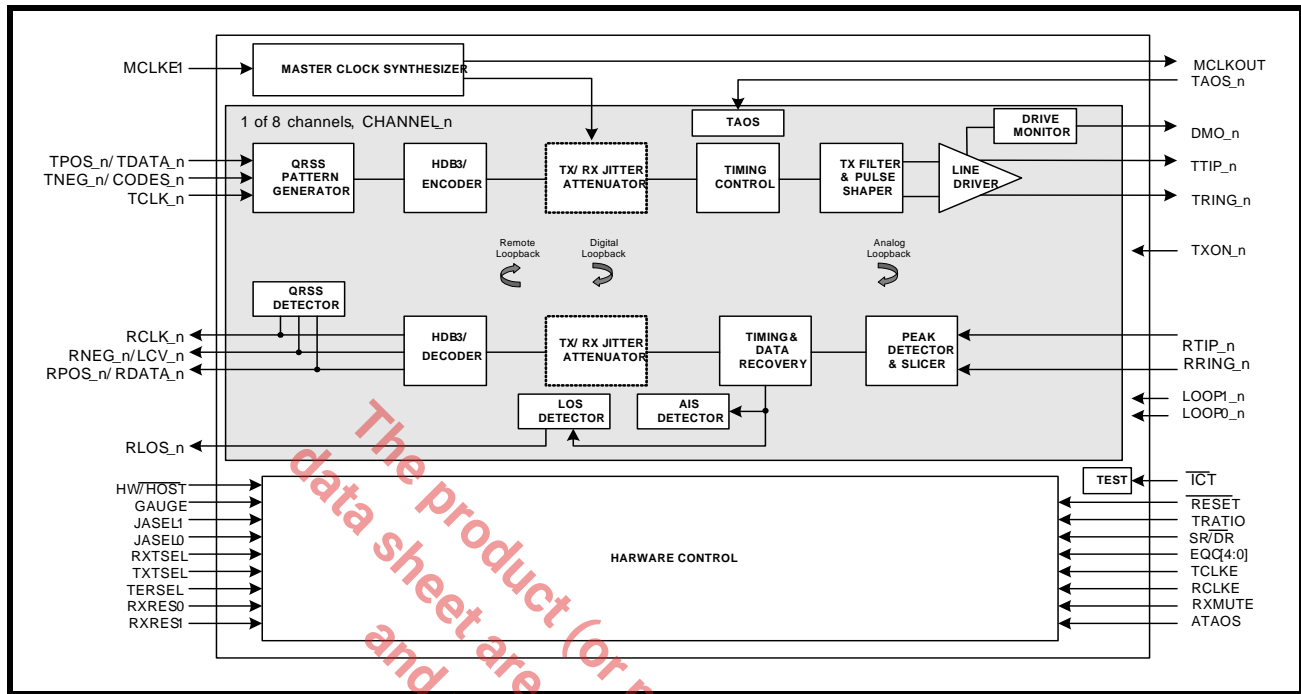 MCLKE1
MASTER CLOCK SYNTHESIZER
MCLKOUT
TAOS_n
1 of 8 channels, CHANNEL_n
TAOS
DRIVE
MONITOR
DMO_n
TPOS_n/ TDATA_n
TNEG_n/ CODES_n
TCLK_n
QRSS
PATTERN
GENERATOR
HDB3/
ENCODER
TX/ RX JITTER
ATTENUATOR
TIMING
CONTROL
TX FILTER
& PULSE
SHAPER
LINE
DRIVER
TTIP_n
TRING_n
Remote
Loopback
Digital
Loopback
Analog
Loopback
TXON_n
QRSS
DETECTOR
RCLK_n
RNEG_n/ LCV_n
RPOS_n/ RDATA_n
HDB3/
DECODER
TX/ RX JITTER
ATTENUATOR
TIMING&
DATA
RECOVERY
PEAK
DETECTOR
& SLICER
RTIP_n
RRING_n
LOS
DETECTOR
AIS
DETECTOR
LOOP1_n
LOOP0_n
RLOS_n
TEST
ICT
HW/HOST
GAUGE
JASEL1
JASEL0
RXTSEL
TXTSEL
TERSEL
RXRES0
RXRES1
HARWARE CONTROL
RESET
TRATIO
SR/DR
EQC[4:0]
TCLKE
RCLKE
RXMUTE
ATAOS
The product (or
data sheet are
and